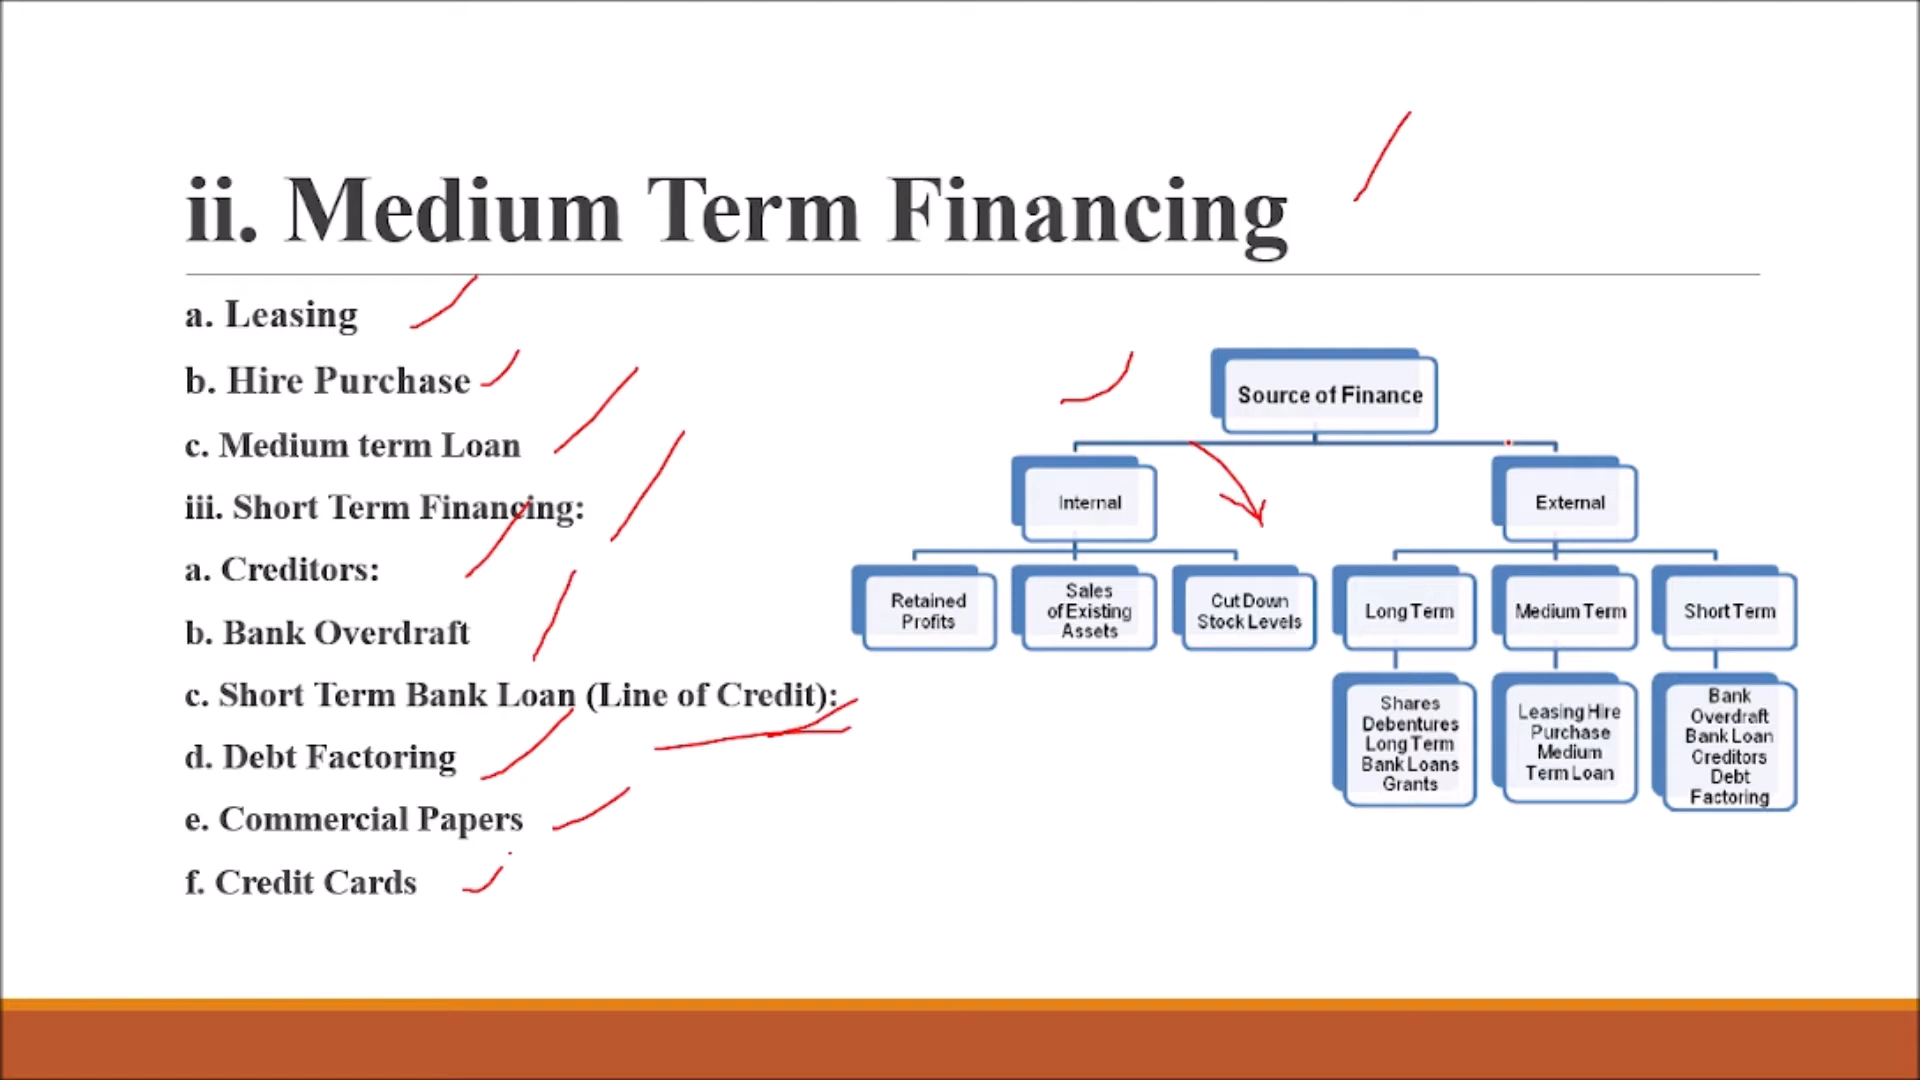 ii. Medium Term Financing
a. Leasing
b. Hire Purchase
c. Medium term Loan
iii. Short Term Financing:
a. Creditors:
b. Bank Overdraft
c. Short Term Bank Loan (Line of Credit):
d. Debt Factoring
e. Commercial Papers
f. Credit Cards
Source of Finance
Internal
External
Retained
Profits
Sales
of Existing
Assets
Cut Down
Stock Levels
Long Term
Medium Term
Short Term
Shares
Debentures
Long Term
Bank Loans
Grants
Leasing Hire
Purchase
Medium
Term Loan
Bank
Overdraft
Bank Loan
Creditors
Debt
Factoring